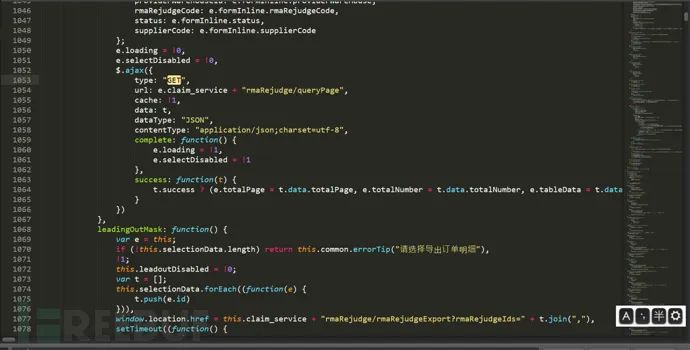 1046 rmaRejudgeCode: e.formInline.rmaRejudgeCode,
1047 status: e.formInline.status,
1048 supplierCode: e.formInline.supplierCode
1049 };
1050 e.loading = !0,
1051 e.selectDisabled = !0,
1052 $.ajax({
1053 type: "GET",
1054 url: e.claim_service + "rmaRejudge/queryPage",
1055 cache: !1,
1056 data: t,
1057 dataType: "JSON",
1058 contentType: "application/json;charset=utf-8",
1059 complete: function() {
1060 e.loading = !1,
1061 e.selectDisabled = !1
1062 },
1063 success: function(t) {
1064 t.success ? (e.totalPage = t.data.totalPage, e.totalNumber = t.data.totalNumber, e.tableData = t.data
1065 }
1066 })
1067 },
1068 leadingOutMask: function() {
1069 var e = this;
1070 if (!this.selectionData.length) return this.common.errorTip("请选择导出订单明细"),
1071 !1;
1072 this.leadoutDisabled = !0;
1073 var t = [];
1074 this.selectionData.forEach((function(e) {
1075 t.push(e.id)
1076 })),
1077 window.location.href = this.claim_service + "rmaRejudge/rmaRejudgeExport?rmaRejudgeIds=" + t.join(","),
1078 setTimeout((function() {
A 半